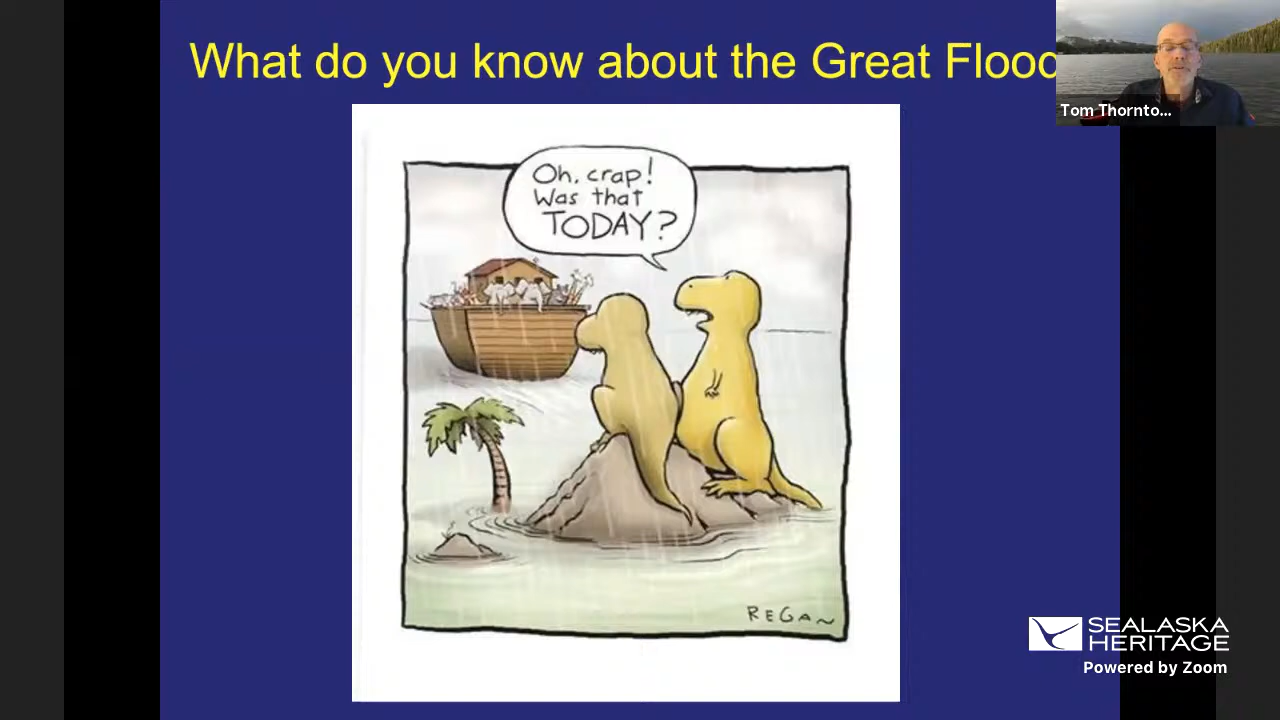 What do you know about the Great Flood
Tom Thornto...
Oh, crap!
Was that
TODAY?
REGAN
SEALASKA
HERITAGE
Powered by Zoom